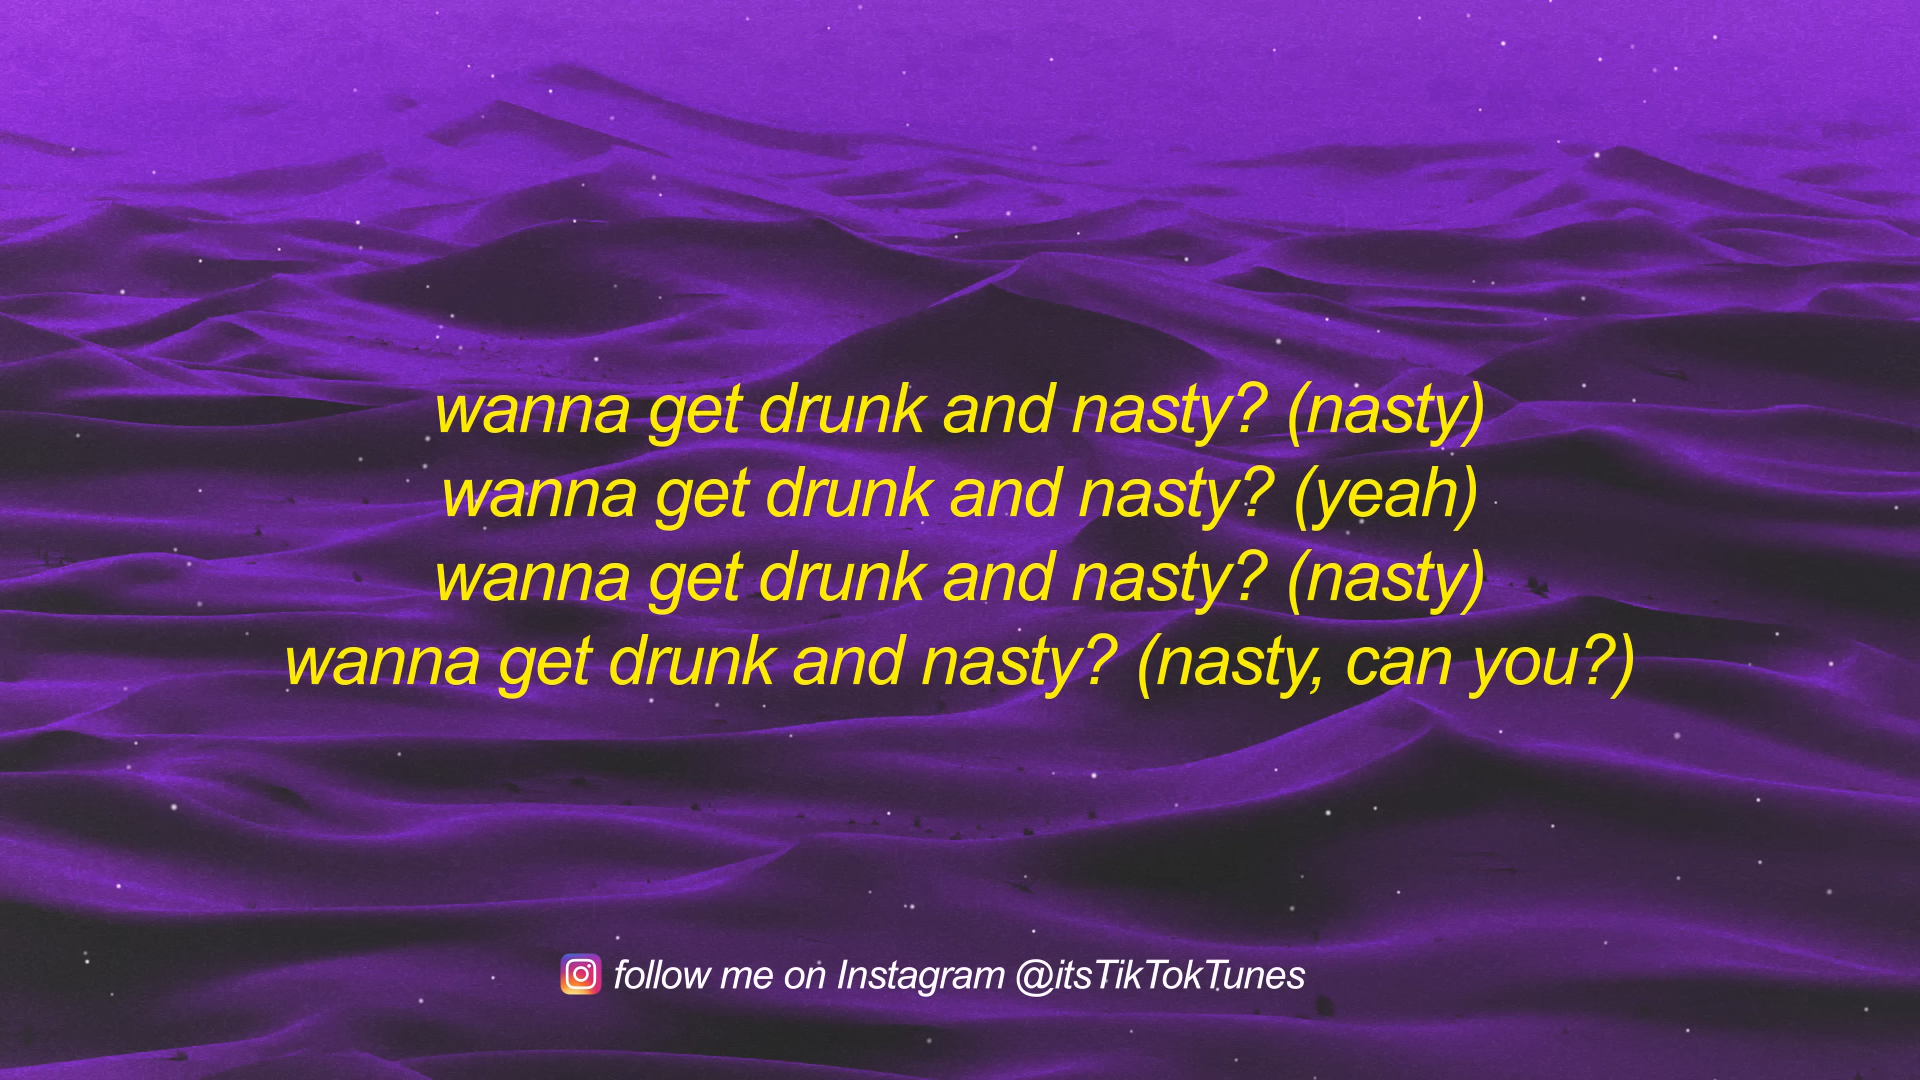 wanna get drunk and nasty? (nasty)
wanna get drunk and nasty? (yeah)
wanna get drunk and nasty? (nasty)
wanna get drunk and nasty? (nasty, can you?)
follow me on Instagram @itsTikTokTunes